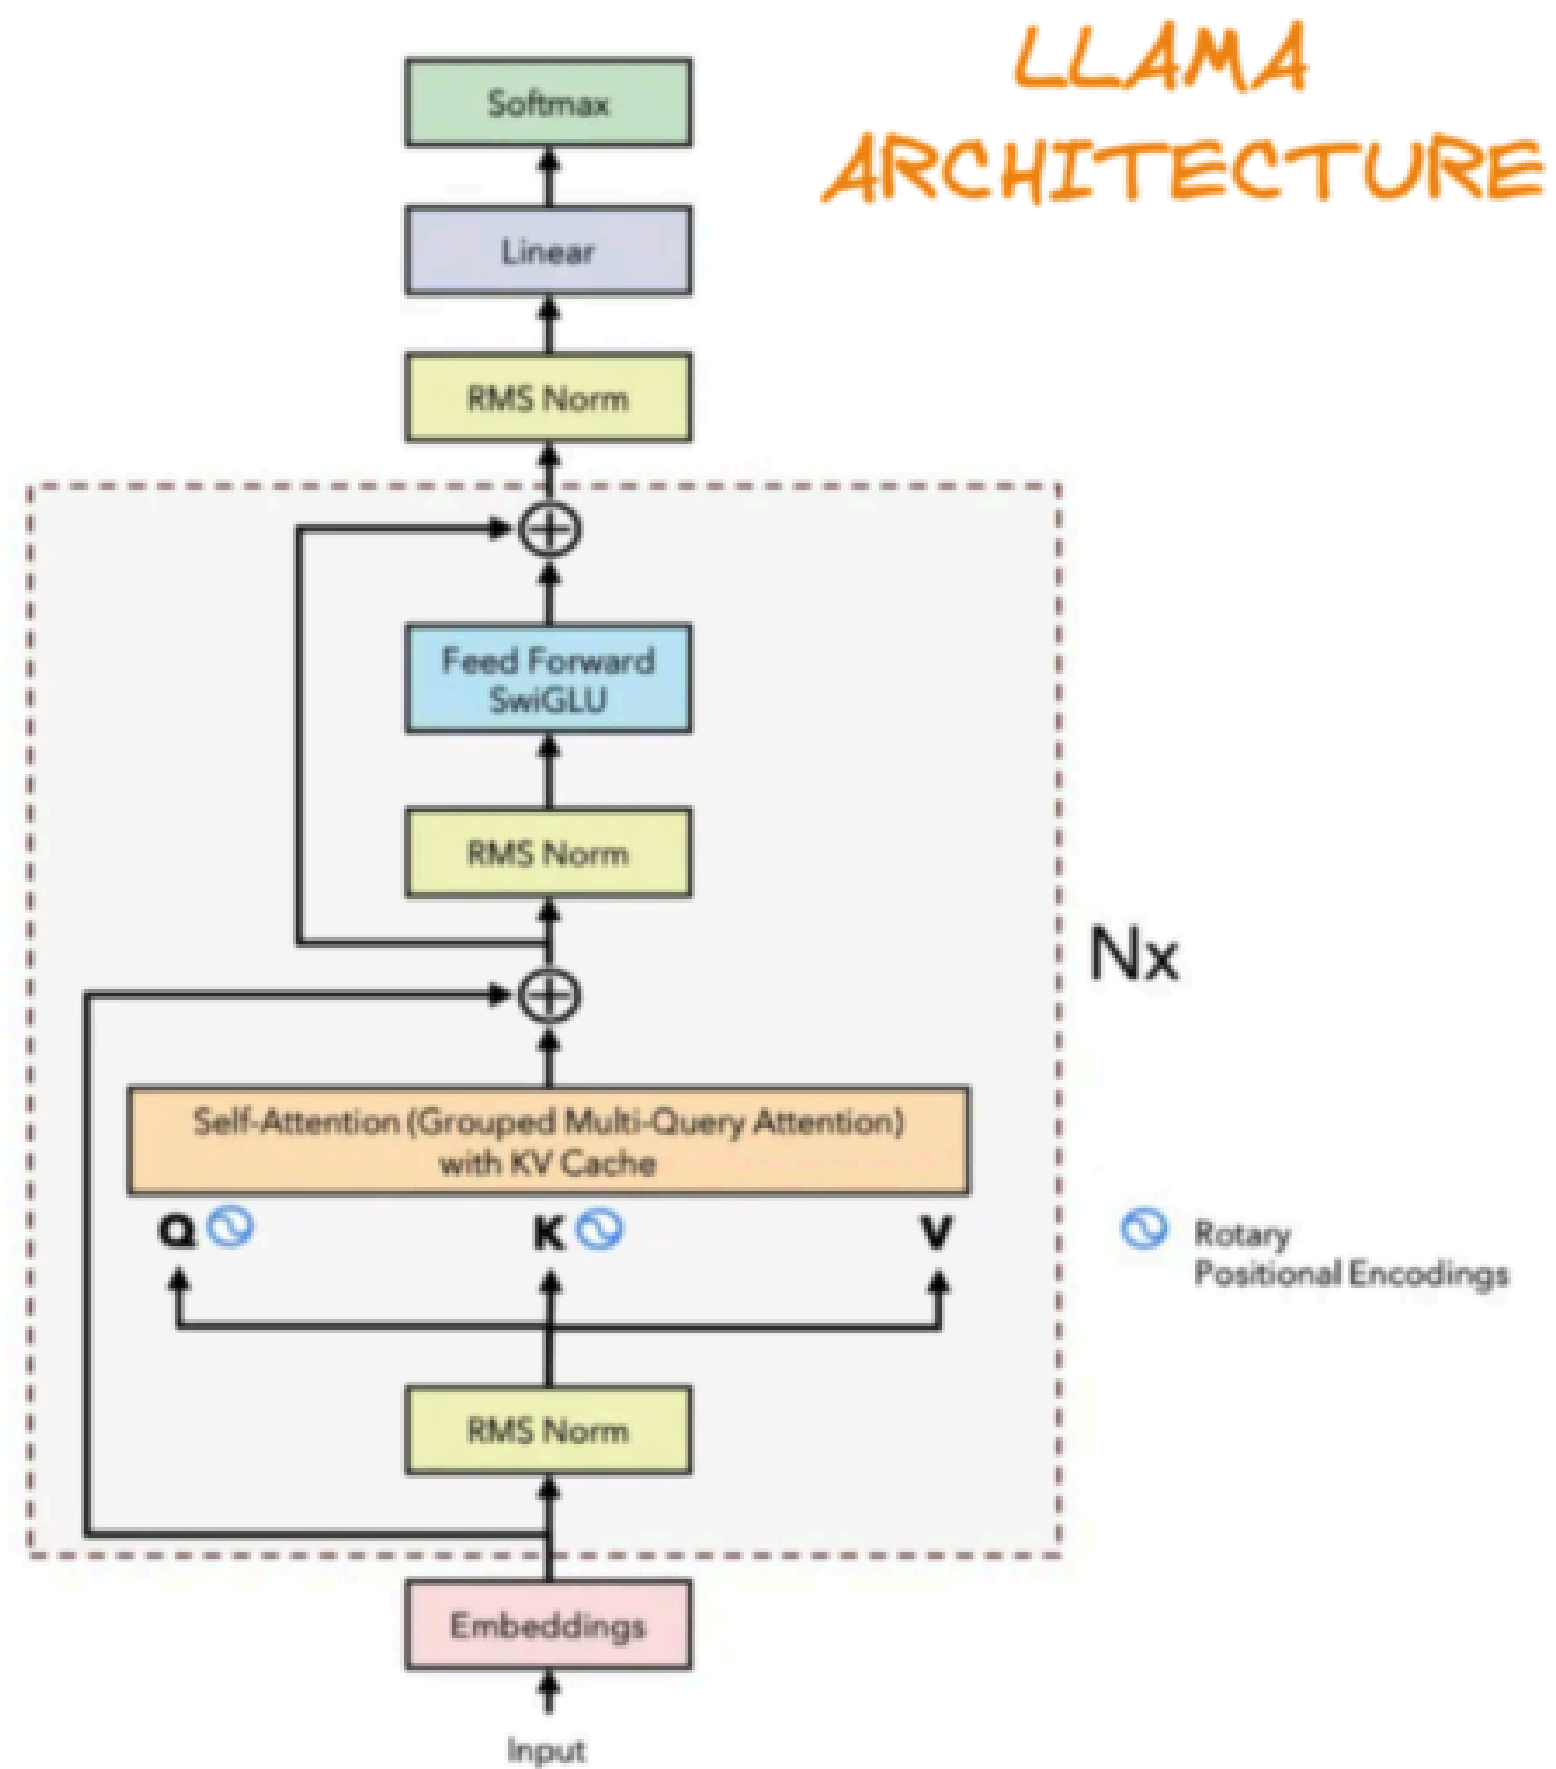 LLAMA
ARCHITECTURE
Softmax
Linear
RMS Norm
Feed Forward
SwiGLU
RMS Norm
Nx
Self-Attention (Grouped Multi-Query Attention)
with KV Cache
Q K V
Rotary
Positional Encodings
RMS Norm
Embeddings
Input